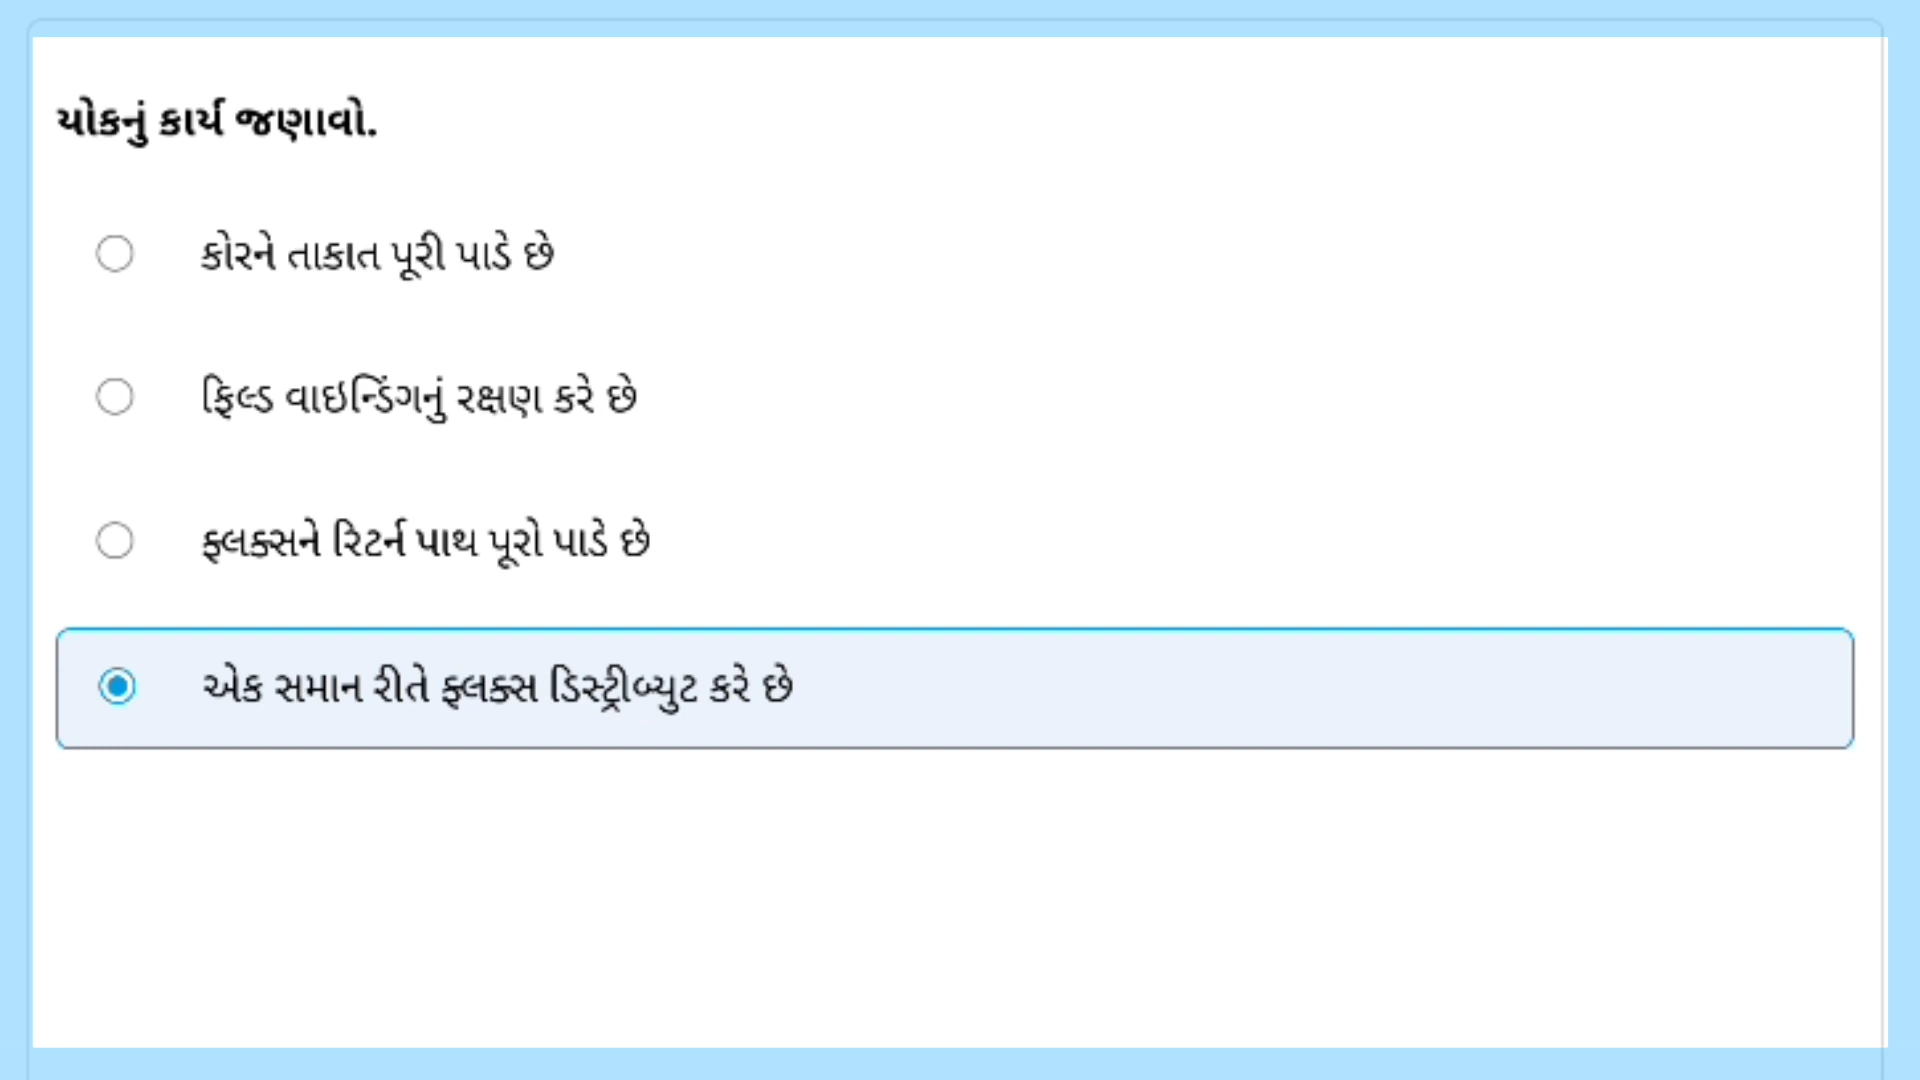 યોકનું કાર્ય જણાવો.
કોરને તાકાત પૂરી પાડે છે
ફિલ્ડ વાઇન્ડિંગનું રક્ષણ કરે છે
ફ્લક્સને રિટર્ન પાથ પૂરો પાડે છે
એક સમાન રીતે ફ્લક્સ ડિસ્ટ્રીબ્યુટ કરે છે